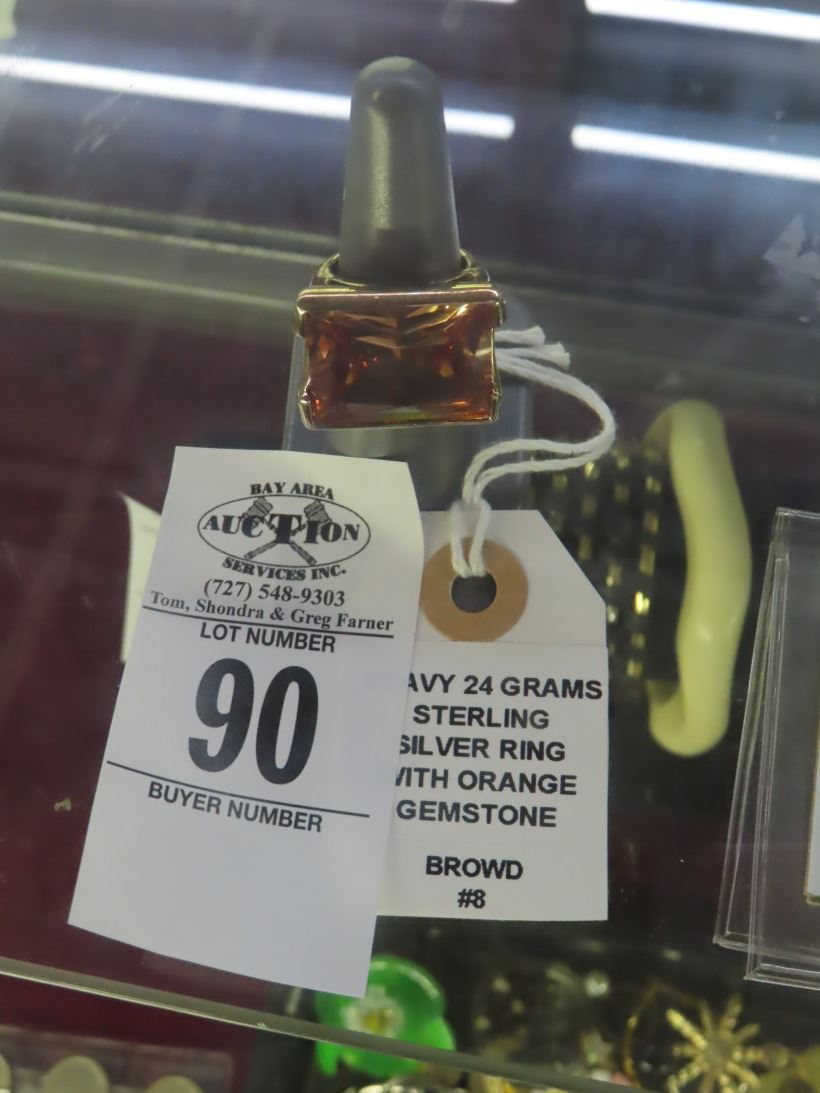 BAY AREA
AUCTION
SERVICES INC.
(727) 548-9303
Tom, Shondra & Greg Farner
LOT NUMBER
90
BUYER NUMBER
AVY 24 GRAMS
STERLING
SILVER RING
WITH ORANGE
GEMSTONE
BROWD
#8